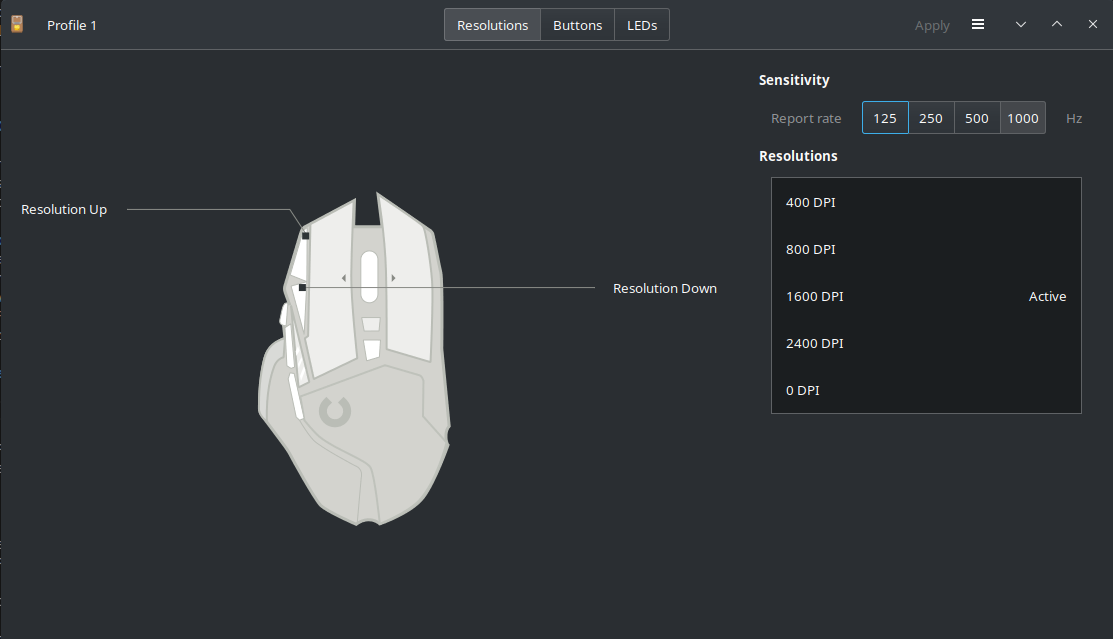 Profile 1
Resolutions Buttons LEDs
Apply
Sensitivity
Report rate 125 250 500 1000 Hz
Resolutions
400 DPI
800 DPI
1600 DPI Active
2400 DPI
0 DPI
Resolution Up
Resolution Down